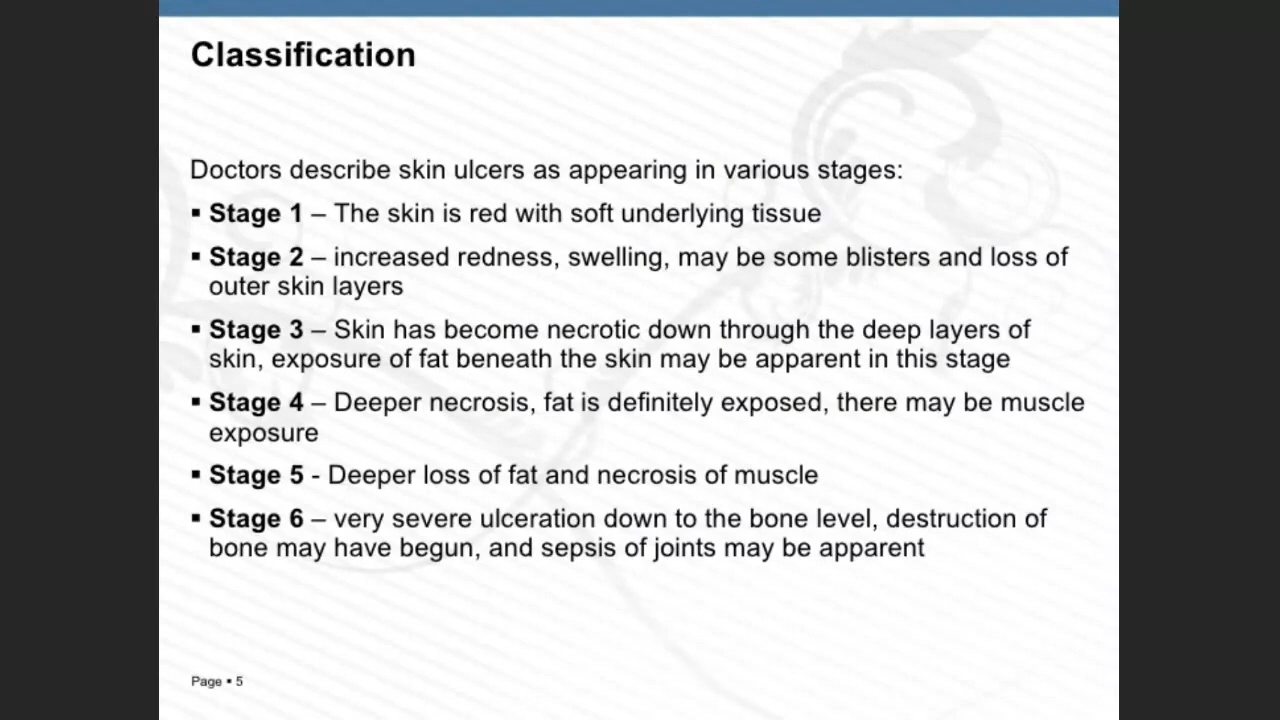 Classification
Doctors describe skin ulcers as appearing in various stages:
▪ Stage 1 – The skin is red with soft underlying tissue
▪ Stage 2 – increased redness, swelling, may be some blisters and loss of
outer skin layers
▪ Stage 3 – Skin has become necrotic down through the deep layers of
skin, exposure of fat beneath the skin may be apparent in this stage
▪ Stage 4 – Deeper necrosis, fat is definitely exposed, there may be muscle
exposure
▪ Stage 5 - Deeper loss of fat and necrosis of muscle
▪ Stage 6 – very severe ulceration down to the bone level, destruction of
bone may have begun, and sepsis of joints may be apparent
Page ▪ 5